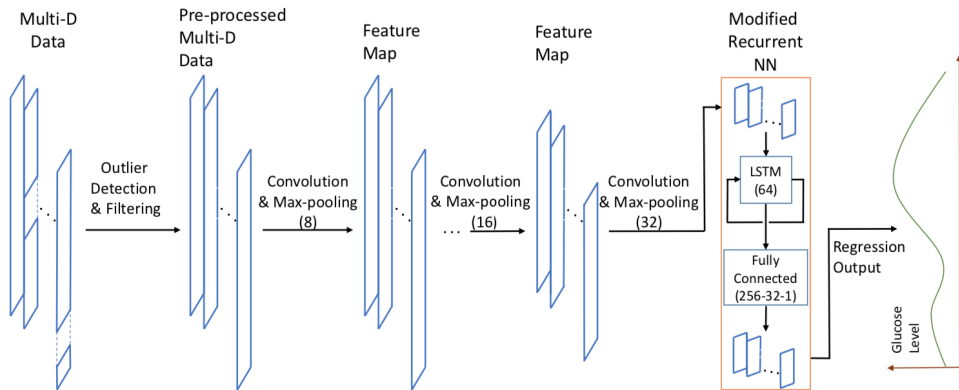 Multi-D
Data
Pre-processed
Multi-D
Data
Feature
Map
Feature
Map
Modified
Recurrent
NN
Outlier
Detection
& Filtering
Convolution
& Max-pooling
(8)
Convolution
& Max-pooling
... (16)
Convolution
& Max-pooling
(32)
LSTM
(64)
Fully
Connected
(256-32-1)
Regression
Output
Glucose
Level